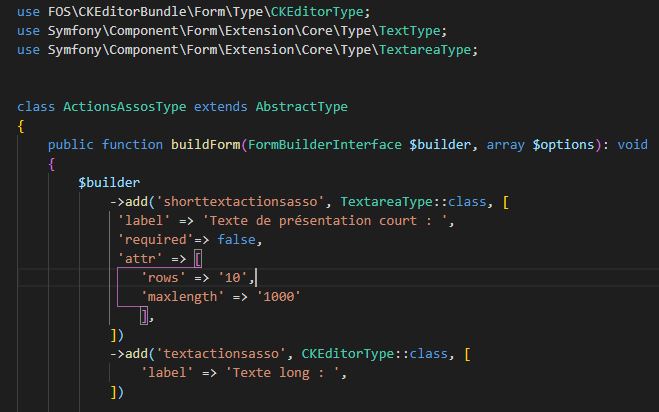 use FOS\CKEditorBundle\Form\Type\CKEditorType;
use Symfony\Component\Form\Extension\Core\Type\TextType;
use Symfony\Component\Form\Extension\Core\Type\TextareaType;
class ActionsAssosType extends AbstractType
{
public function buildForm(FormBuilderInterface $builder, array $options): void
{
$builder
->add('shorttextactionsasso', TextareaType::class, [
'label' => 'Texte de présentation court : ',
'required'=> false,
'attr' => [
'rows' => '10',
'maxlength' => '1000'
],
])
->add('textactionsasso', CKEditorType::class, [
'label' => 'Texte long : ',
])